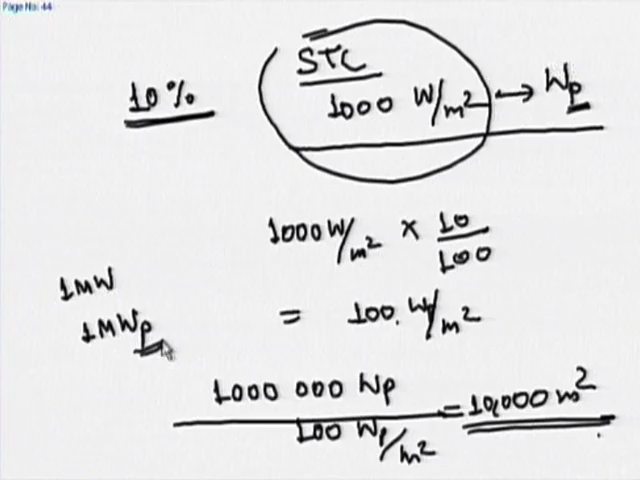 Page No: 44
STC
10% 1000 W/m² → Wp
1000 W/m² × 10/100
1MW
= 100. W/m²
1MWp
1000 000 Wp / 100 Wp/m² = 10,000 m²